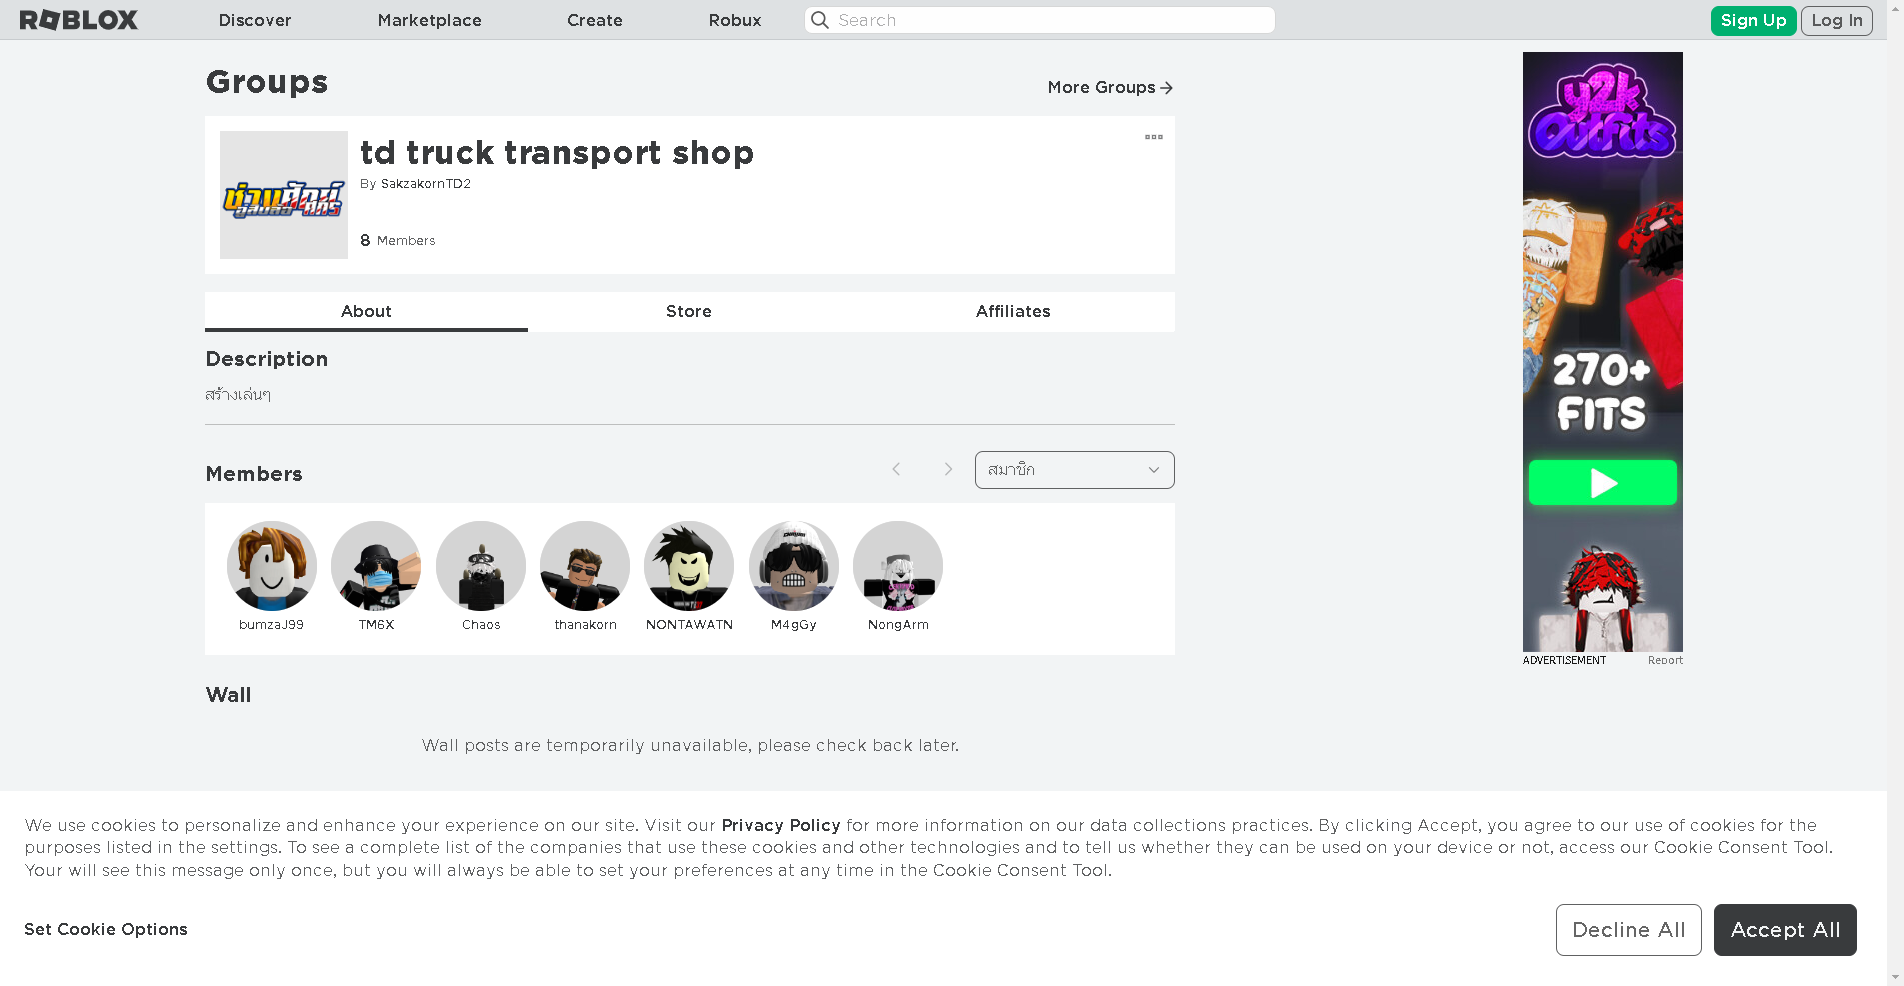 ROBLOX
Discover
Marketplace
Create
Robux
Search
Sign Up
Log In
Groups
More Groups
td truck transport shop
By SakzakornTD2
8 Members
About
Store
Affiliates
Description
สร้างเล่นๆ
Members
สมาชิก
bumzaJ99
TM6X
Chaos
thanakorn
NONTAWATN
M4gGy
NongArm
Wall
Wall posts are temporarily unavailable, please check back later.
y2k
Outfits
270+
FITS
ADVERTISEMENT
Report
We use cookies to personalize and enhance your experience on our site. Visit our Privacy Policy for more information on our data collections practices. By clicking Accept, you agree to our use of cookies for the
purposes listed in the settings. To see a complete list of the companies that use these cookies and other technologies and to tell us whether they can be used on your device or not, access our Cookie Consent Tool.
Your will see this message only once, but you will always be able to set your preferences at any time in the Cookie Consent Tool.
Set Cookie Options
Decline All
Accept All